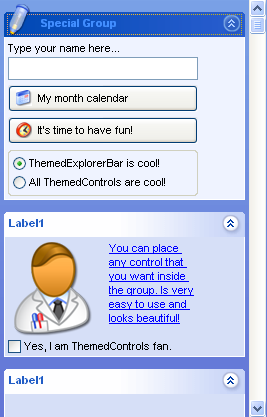 Special Group
Type your name here...
My month calendar
It's time to have fun!
ThemedExplorerBar is cool!
All ThemedControls are cool!
Label1
You can place
any control that
you want inside
the group. Is very
easy to use and
looks beautiful!
Yes, I am ThemedControls fan.
Label1